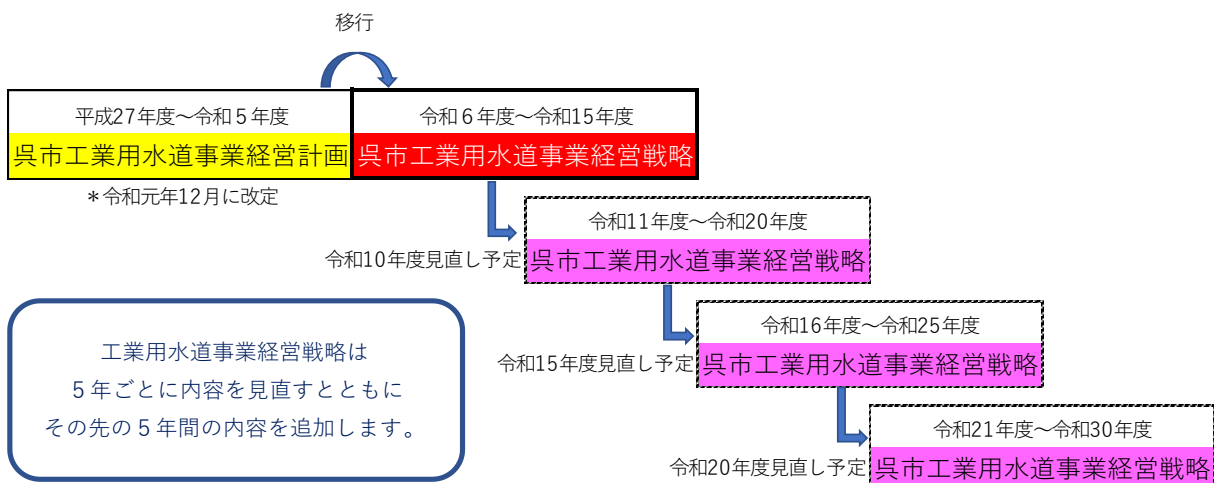 移行
平成27年度～令和５年度
呉市工業用水道事業経営計画
＊令和元年12月に改定
令和６年度～令和15年度
呉市工業用水道事業経営戦略
令和11年度～令和20年度
令和10年度見直し予定
呉市工業用水道事業経営戦略
令和16年度～令和25年度
令和15年度見直し予定
呉市工業用水道事業経営戦略
令和21年度～令和30年度
令和20年度見直し予定
呉市工業用水道事業経営戦略
工業用水道事業経営戦略は
５年ごとに内容を見直すとともに
その先の５年間の内容を追加します。